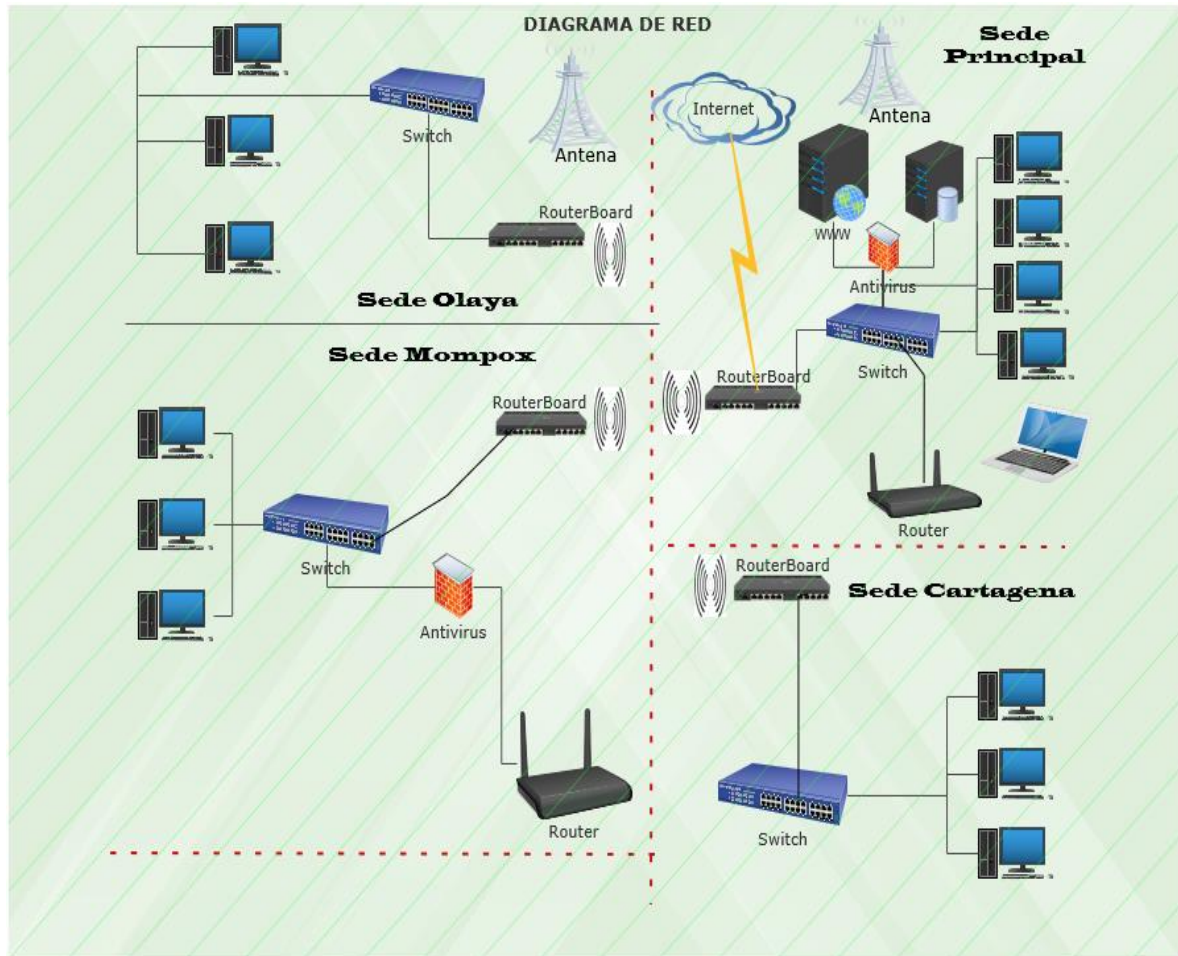 DIAGRAMA DE RED
Switch
Antena
RouterBoard
Sede Olaya
Sede
Principal
Internet
Antena
WWW
Antivirus
RouterBoard
Switch
Router
Sede Mompox
RouterBoard
Switch
Antivirus
Router
RouterBoard
Sede Cartagena
Switch